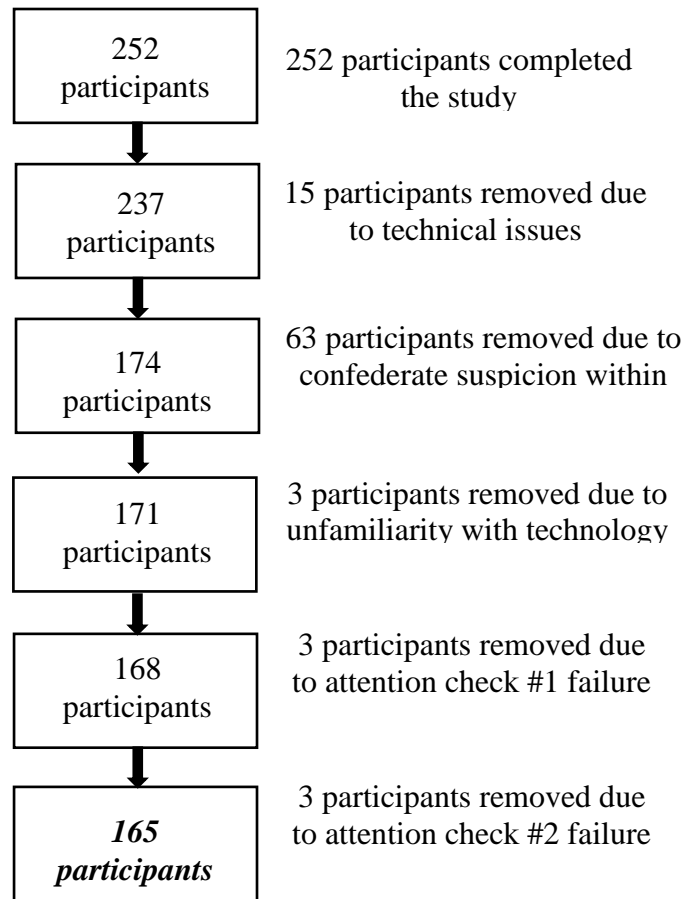 252
participants
252 participants completed
the study
237
participants
15 participants removed due
to technical issues
174
participants
63 participants removed due to
confederate suspicion within
171
participants
3 participants removed due to
unfamiliarity with technology
168
participants
3 participants removed due
to attention check #1 failure
165
participants
3 participants removed due
to attention check #2 failure